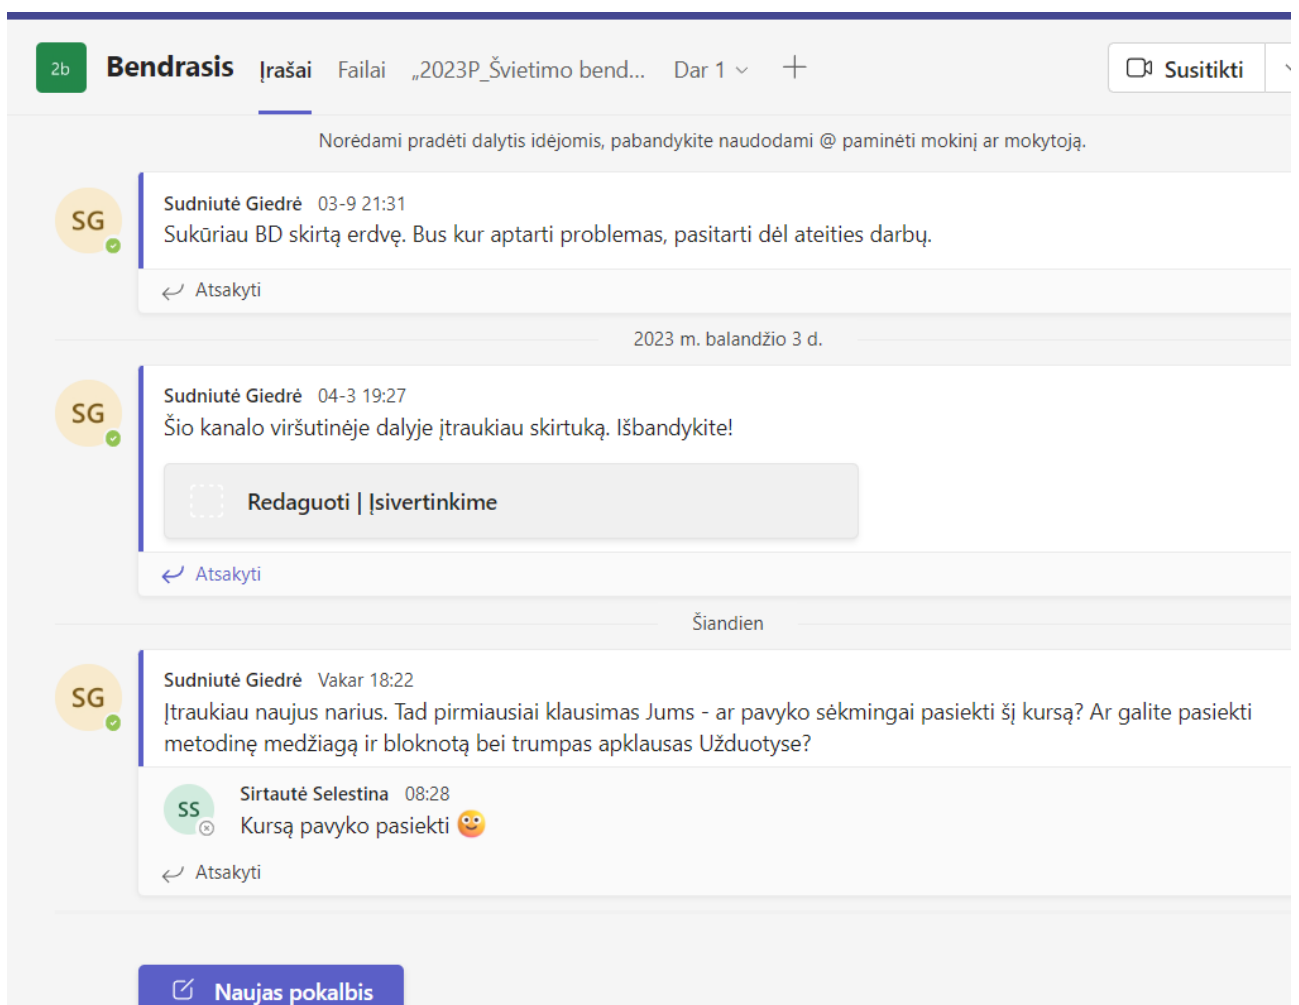 2b Bendrasis Įrašai Failai „2023P_Švietimo bend... Dar 1 Susitikti
Norėdami pradėti dalytis idėjomis, pabandykite naudodami @ paminėti mokinį ar mokytoją.
SG
Sudniutė Giedrė 03-9 21:31
Sukūriau BD skirtą erdvę. Bus kur aptarti problemas, pasitarti dėl ateities darbų.
Atsakyti
2023 m. balandžio 3 d.
SG
Sudniutė Giedrė 04-3 19:27
Šio kanalo viršutinėje dalyje įtraukiau skirtuką. Išbandykite!
Redaguoti | Įsivertinkime
Atsakyti
Šiandien
SG
Sudniutė Giedrė Vakar 18:22
Įtraukiau naujus narius. Tad pirmiausiai klausimas Jums - ar pavyko sėkmingai pasiekti šį kursą? Ar galite pasiekti
metodinę medžiagą ir bloknotą bei trumpas apklausas Užduotyse?
SS
Sirtautė Selestina 08:28
Kursą pavyko pasiekti 🙂
Atsakyti
Naujas pokalbis